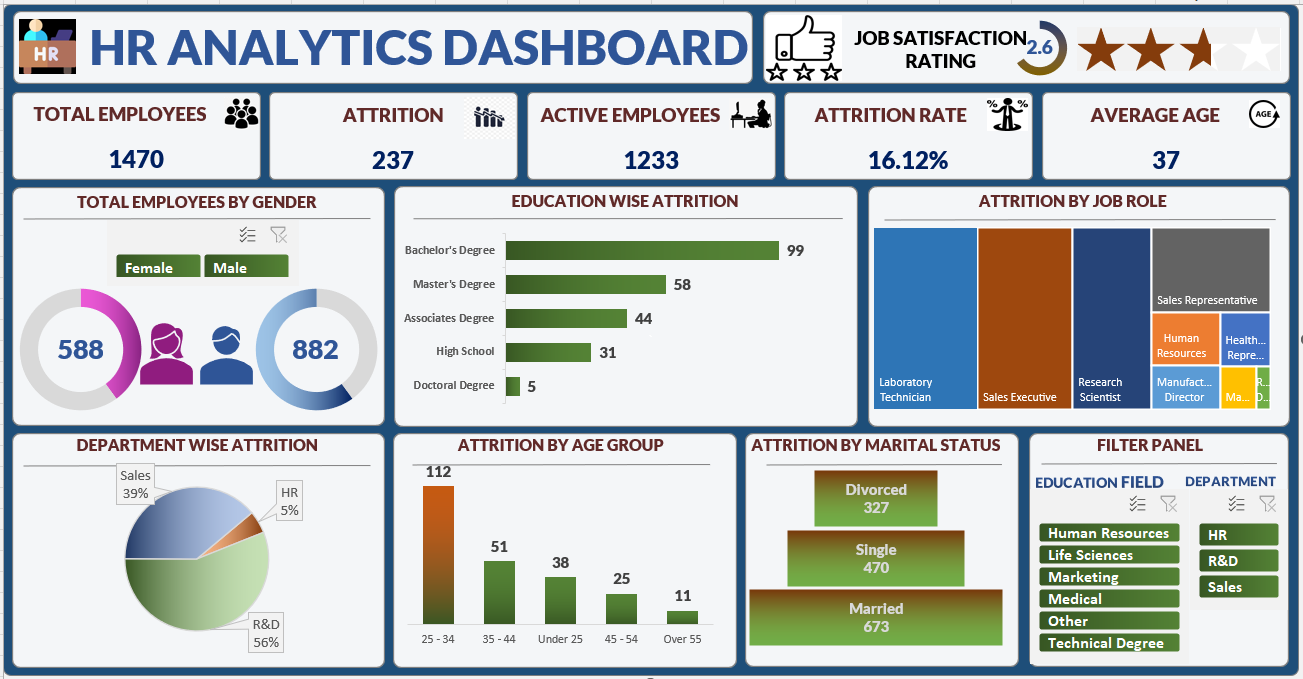 HR
HR ANALYTICS DASHBOARD
JOB SATISFACTION
RATING
2.6
TOTAL EMPLOYEES
1470
ATTRITION
237
ACTIVE EMPLOYEES
1233
ATTRITION RATE
% %
16.12%
AVERAGE AGE
AGE
37
TOTAL EMPLOYEES BY GENDER
Female
Male
588
882
EDUCATION WISE ATTRITION
Bachelor's Degree 99
Master's Degree 58
Associates Degree 44
High School 31
Doctoral Degree 5
ATTRITION BY JOB ROLE
Laboratory
Technician
Sales Executive
Research
Scientist
Sales Representative
Human
Resources
Health...
Repre...
Manufact...
Director
Ma...
R...
D...
DEPARTMENT WISE ATTRITION
Sales
39%
HR
5%
R&D
56%
ATTRITION BY AGE GROUP
112
51
38
25
11
25 - 34
35 - 44
Under 25
45 - 54
Over 55
ATTRITION BY MARITAL STATUS
Divorced
327
Single
470
Married
673
FILTER PANEL
EDUCATION FIELD
Human Resources
Life Sciences
Marketing
Medical
Other
Technical Degree
DEPARTMENT
HR
R&D
Sales